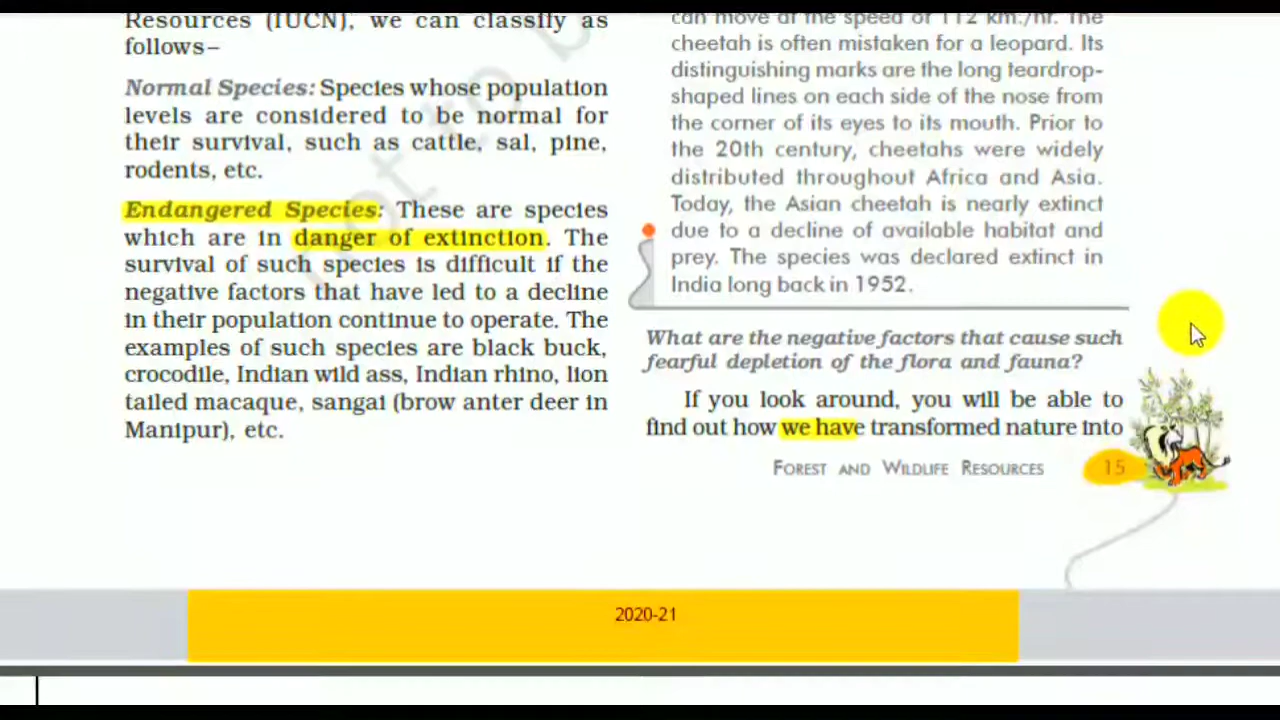 Resources (IUCN), we can classify as
follows–
Normal Species: Species whose population
levels are considered to be normal for
their survival, such as cattle, sal, pine,
rodents, etc.
Endangered Species: These are species
which are in danger of extinction. The
survival of such species is difficult if the
negative factors that have led to a decline
in their population continue to operate. The
examples of such species are black buck,
crocodile, Indian wild ass, Indian rhino, lion
tailed macaque, sangai (brow anter deer in
Manipur), etc.
can move at the speed of 112 km./hr. The
cheetah is often mistaken for a leopard. Its
distinguishing marks are the long teardrop-
shaped lines on each side of the nose from
the corner of its eyes to its mouth. Prior to
the 20th century, cheetahs were widely
distributed throughout Africa and Asia.
Today, the Asian cheetah is nearly extinct
due to a decline of available habitat and
prey. The species was declared extinct in
India long back in 1952.
What are the negative factors that cause such
fearful depletion of the flora and fauna?
If you look around, you will be able to
find out how we have transformed nature into
FOREST AND WILDLIFE RESOURCES 15
2020-21
not to b